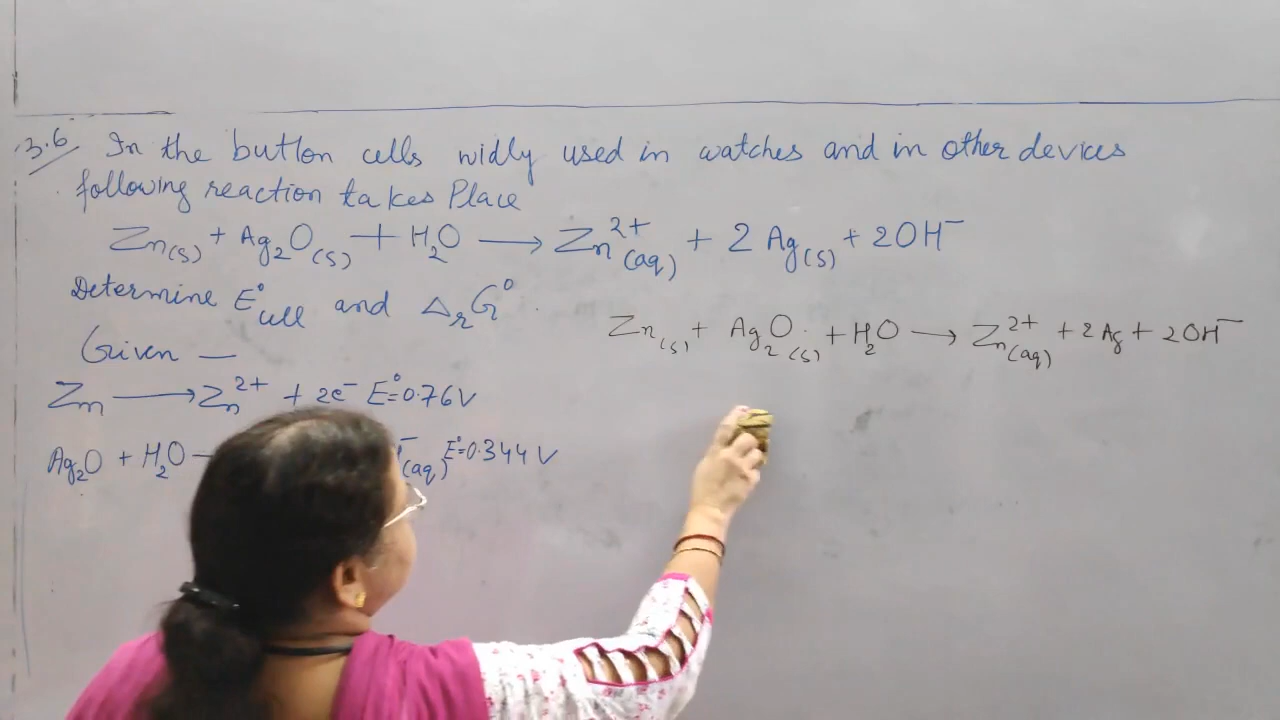 3.6 In the button cells widly used in watches and in other devices
following reaction takes Place
Zn(s) + Ag₂O(s) + H₂O ⟶ Zn²⁺(aq) + 2 Ag(s) + 2OH⁻
Determine E°cell and ΔrG°.
Given —
Zn ⟶ Zn²⁺ + 2e⁻ E°=0.76V
Ag₂O + H₂O ⁻(aq) E°=0.344 V
Zn(s) + Ag₂O(s) + H₂O ⟶ Zn²⁺(aq) + 2Ag + 2OH⁻